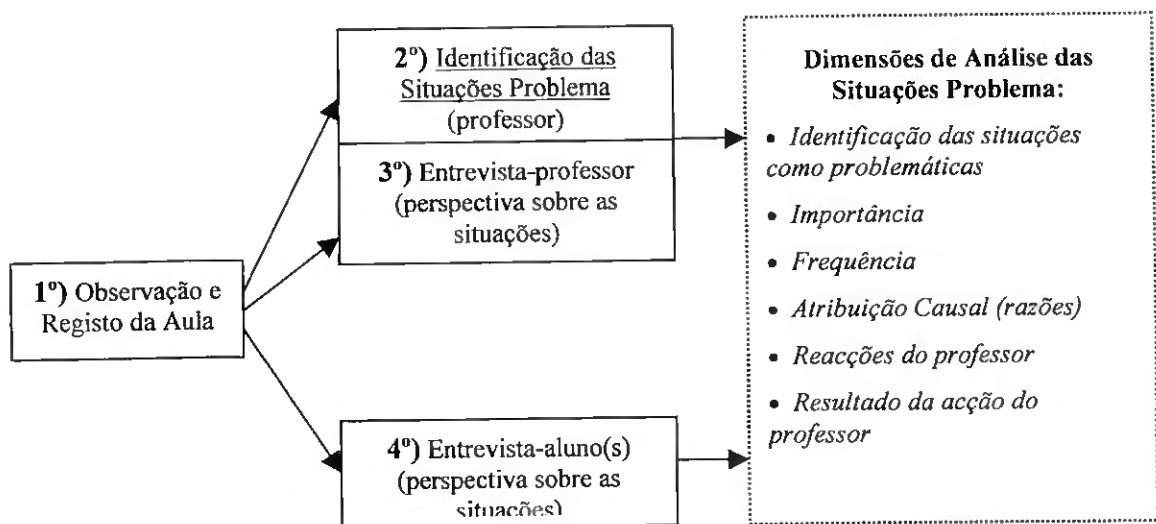 2º) Identificação das
Situações Problema
(professor)
3º) Entrevista-professor
(perspectiva sobre as
situações)
1º) Observação e
Registo da Aula
4º) Entrevista-aluno(s)
(perspectiva sobre as
situações)
Dimensões de Análise das
Situações Problema:
• Identificação das situações
como problemáticas
• Importância
• Frequência
• Atribuição Causal (razões)
• Reacções do professor
• Resultado da acção do
professor